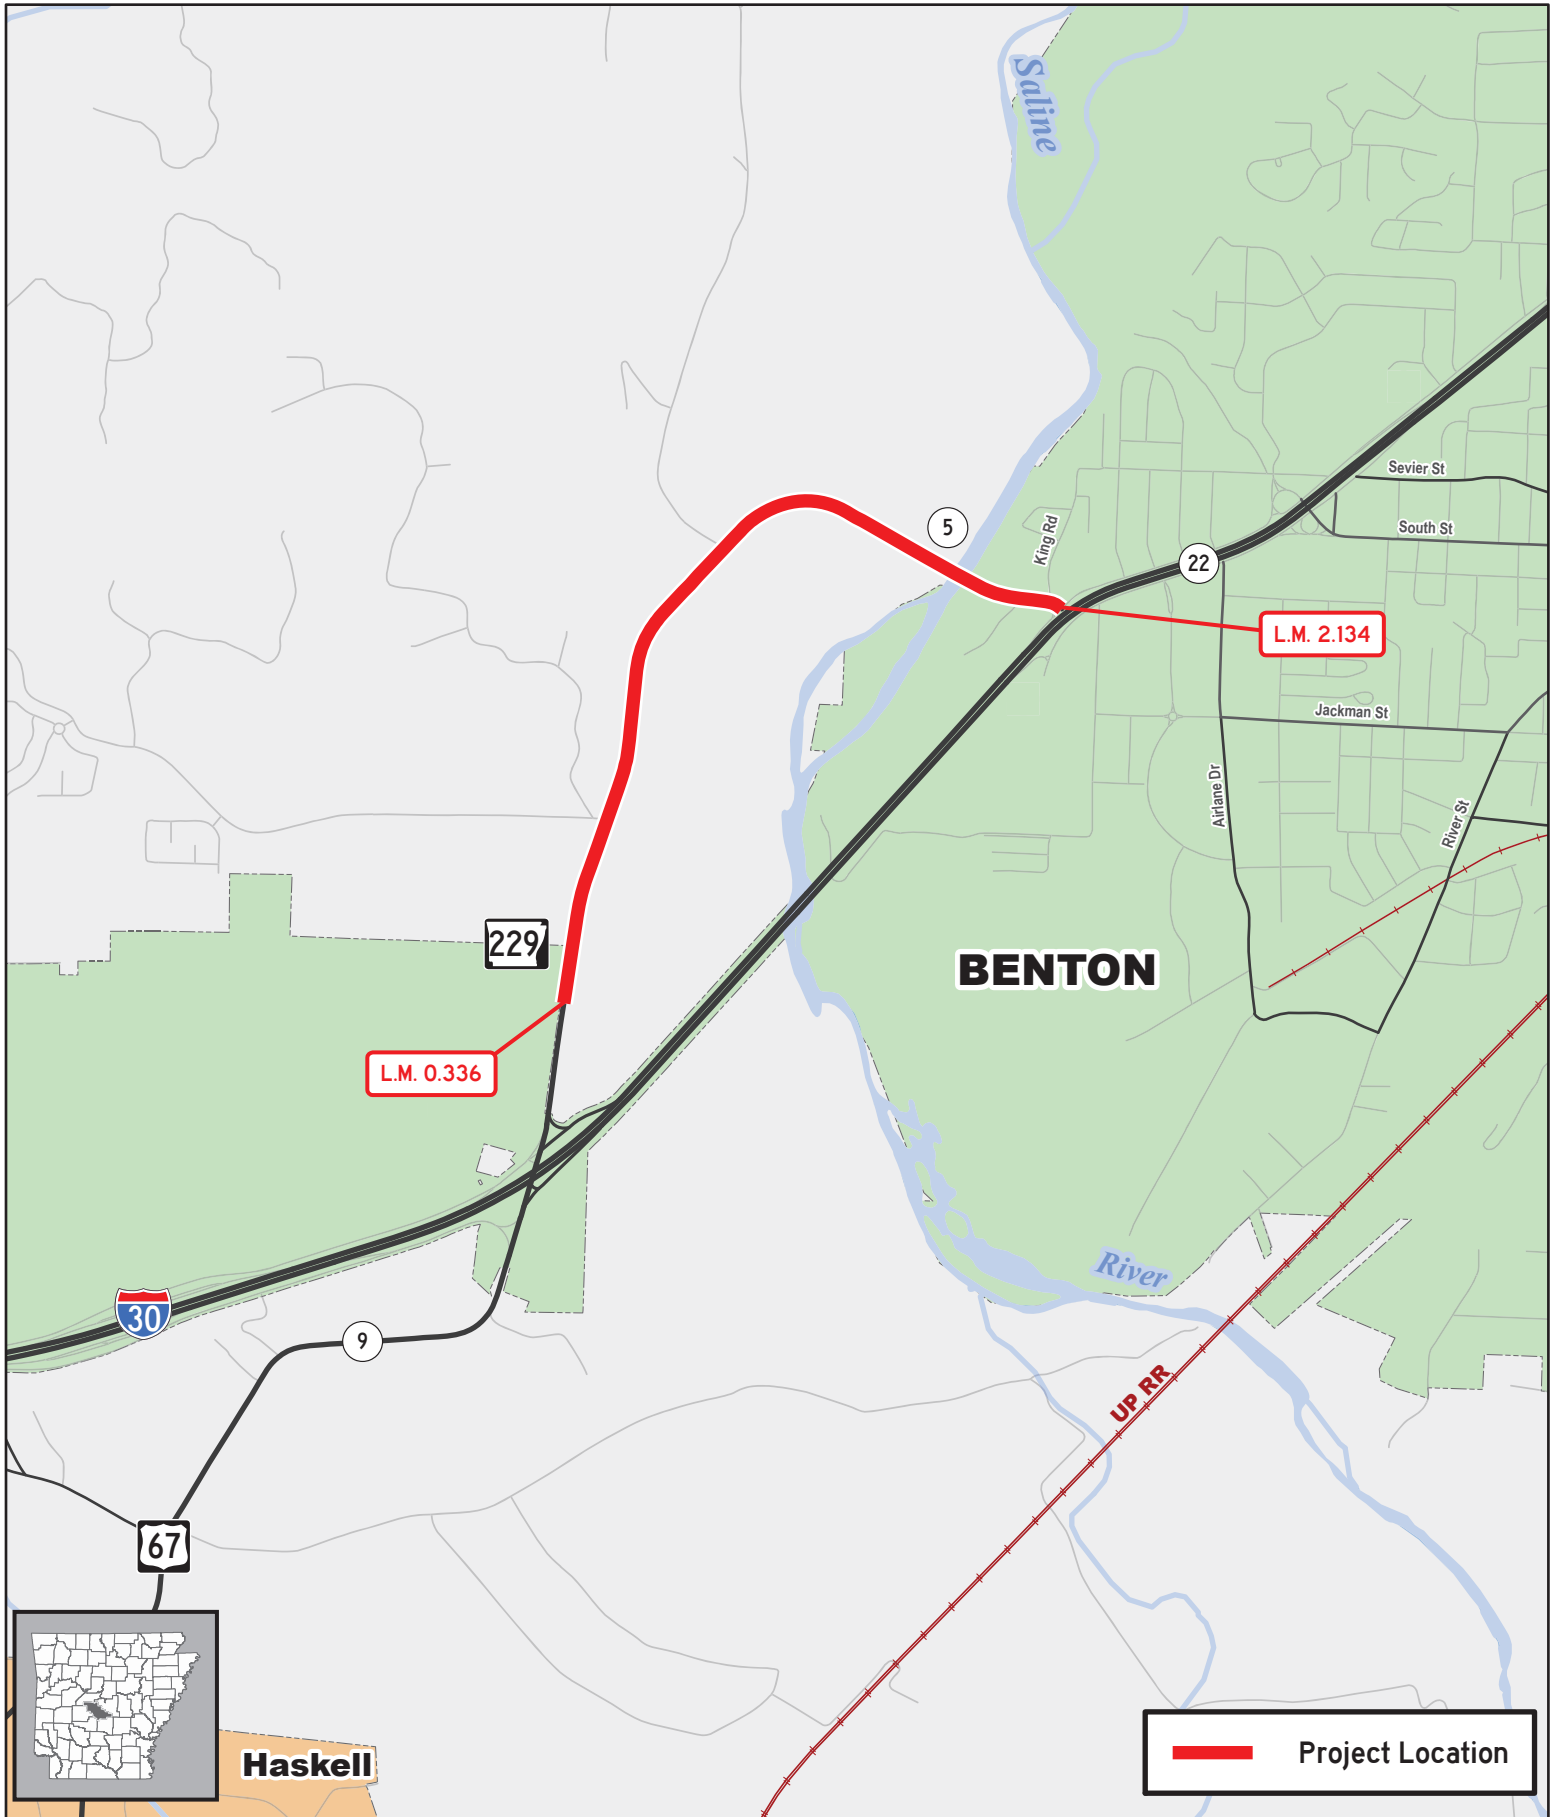 Saline
Sevier St
5
South St
King Rd
22
L.M. 2.134
Jackman St
Airlane Dr
River St
229
BENTON
L.M. 0.336
River
30
9
UP RR
67
Haskell
Project Location